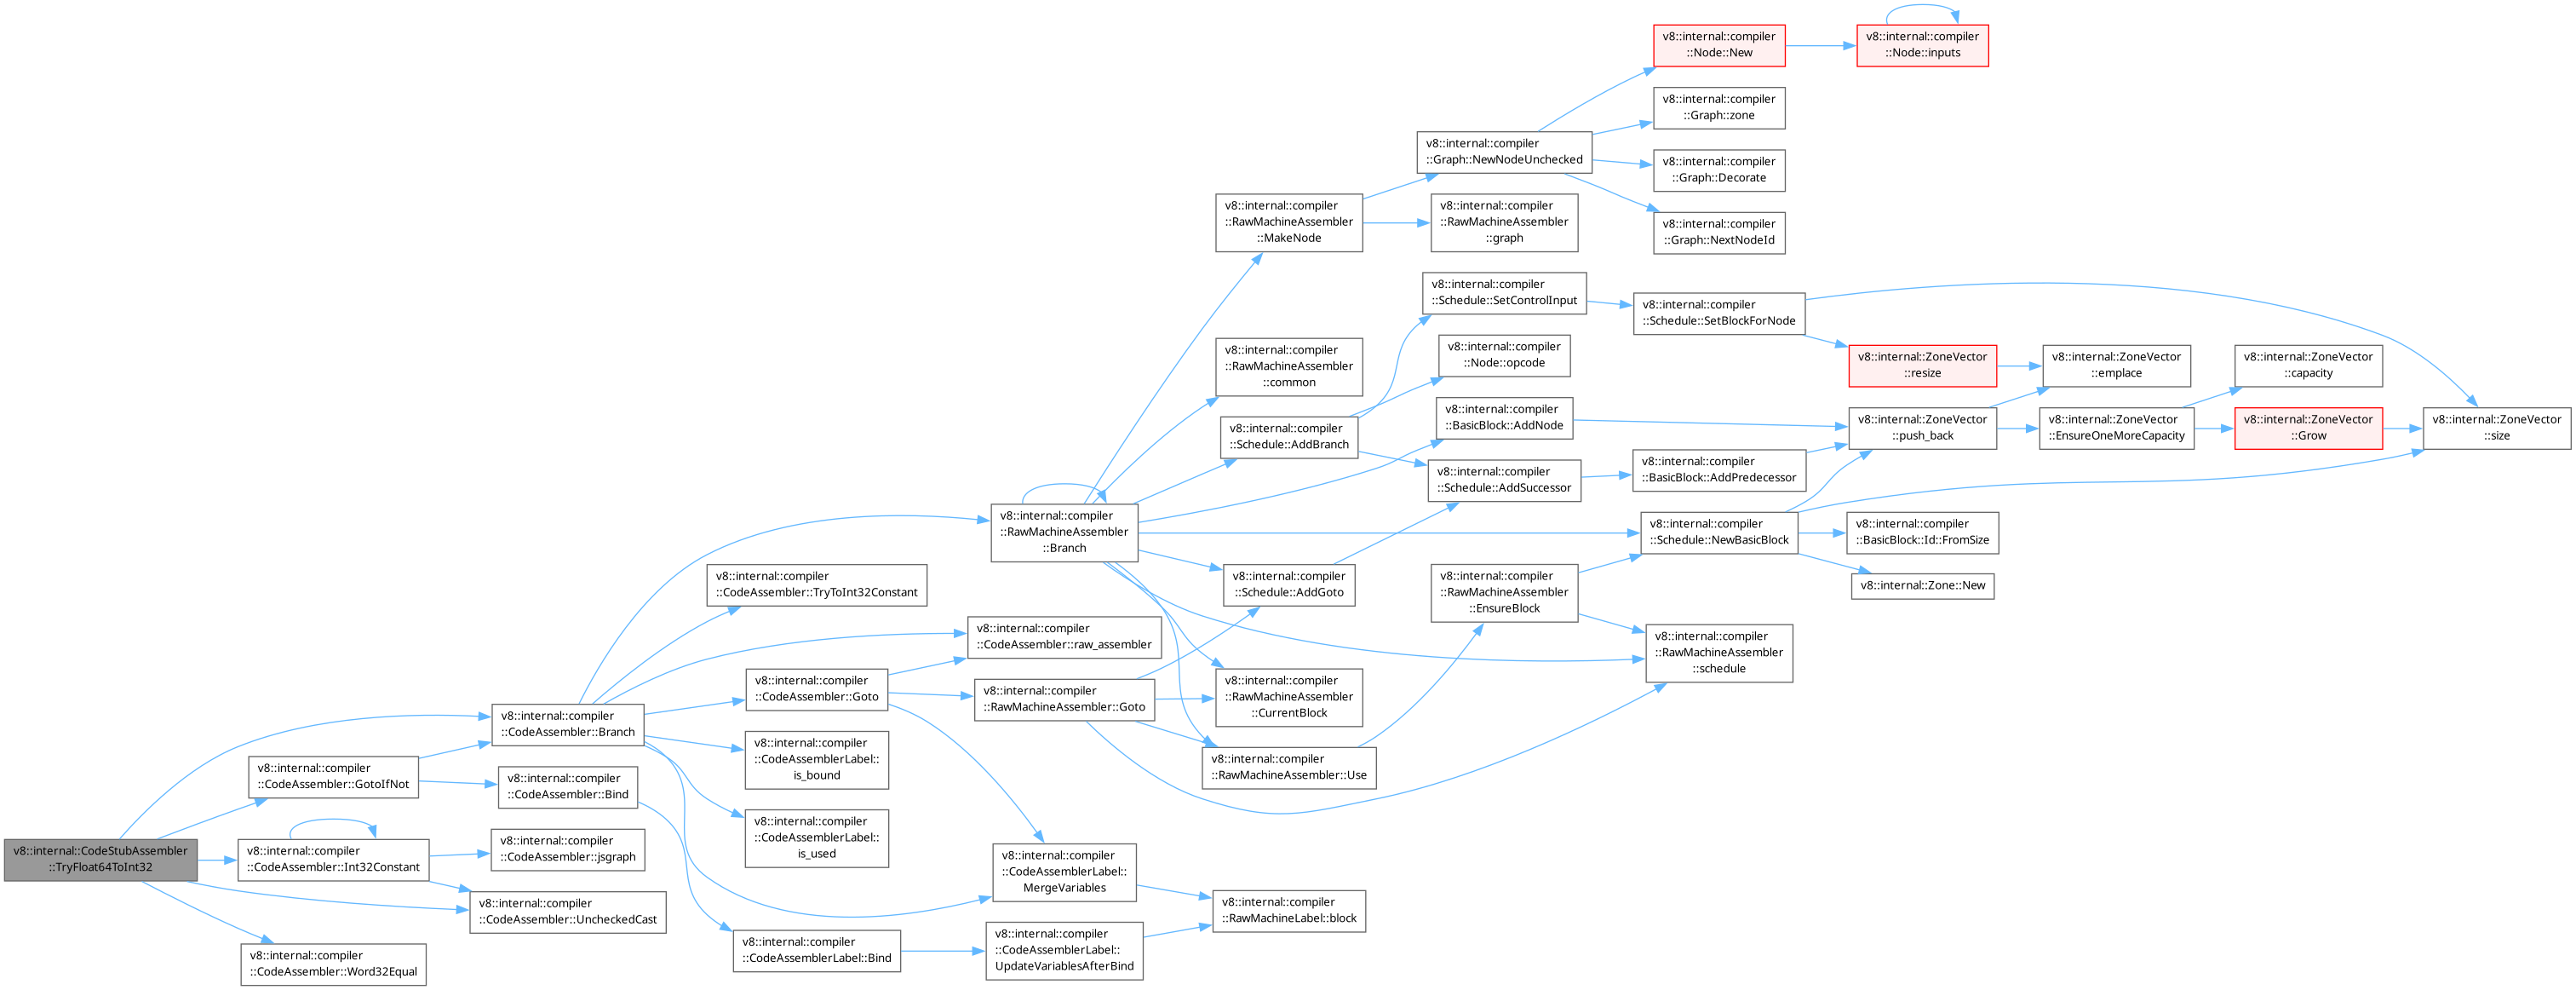 v8::internal::CodeStubAssembler
::TryFloat64ToInt32
v8::internal::compiler
::CodeAssembler::GotoIfNot
v8::internal::compiler
::CodeAssembler::Int32Constant
v8::internal::compiler
::CodeAssembler::Word32Equal
v8::internal::compiler
::CodeAssembler::Branch
v8::internal::compiler
::CodeAssembler::Bind
v8::internal::compiler
::CodeAssembler::jsgraph
v8::internal::compiler
::CodeAssembler::UncheckedCast
v8::internal::compiler
::CodeAssembler::TryToInt32Constant
v8::internal::compiler
::CodeAssembler::Goto
v8::internal::compiler
::CodeAssemblerLabel::
is_bound
v8::internal::compiler
::CodeAssemblerLabel::
is_used
v8::internal::compiler
::CodeAssemblerLabel::Bind
v8::internal::compiler
::RawMachineAssembler
::Branch
v8::internal::compiler
::CodeAssembler::raw_assembler
v8::internal::compiler
::RawMachineAssembler::Goto
v8::internal::compiler
::CodeAssemblerLabel::
MergeVariables
v8::internal::compiler
::CodeAssemblerLabel::
UpdateVariablesAfterBind
v8::internal::compiler
::RawMachineAssembler
::MakeNode
v8::internal::compiler
::RawMachineAssembler
::common
v8::internal::compiler
::Schedule::AddBranch
v8::internal::compiler
::Schedule::AddGoto
v8::internal::compiler
::RawMachineAssembler
::CurrentBlock
v8::internal::compiler
::RawMachineAssembler::Use
v8::internal::compiler
::RawMachineLabel::block
v8::internal::compiler
::Graph::NewNodeUnchecked
v8::internal::compiler
::RawMachineAssembler
::graph
v8::internal::compiler
::Schedule::SetControlInput
v8::internal::compiler
::Node::opcode
v8::internal::compiler
::BasicBlock::AddNode
v8::internal::compiler
::Schedule::AddSuccessor
v8::internal::compiler
::RawMachineAssembler
::EnsureBlock
v8::internal::compiler
::Node::New
v8::internal::compiler
::Graph::zone
v8::internal::compiler
::Graph::Decorate
v8::internal::compiler
::Graph::NextNodeId
v8::internal::compiler
::Schedule::SetBlockForNode
v8::internal::compiler
::BasicBlock::AddPredecessor
v8::internal::compiler
::Schedule::NewBasicBlock
v8::internal::compiler
::RawMachineAssembler
::schedule
v8::internal::compiler
::Node::inputs
v8::internal::ZoneVector
::resize
v8::internal::ZoneVector
::push_back
v8::internal::compiler
::BasicBlock::Id::FromSize
v8::internal::Zone::New
v8::internal::ZoneVector
::emplace
v8::internal::ZoneVector
::EnsureOneMoreCapacity
v8::internal::ZoneVector
::capacity
v8::internal::ZoneVector
::Grow
v8::internal::ZoneVector
::size